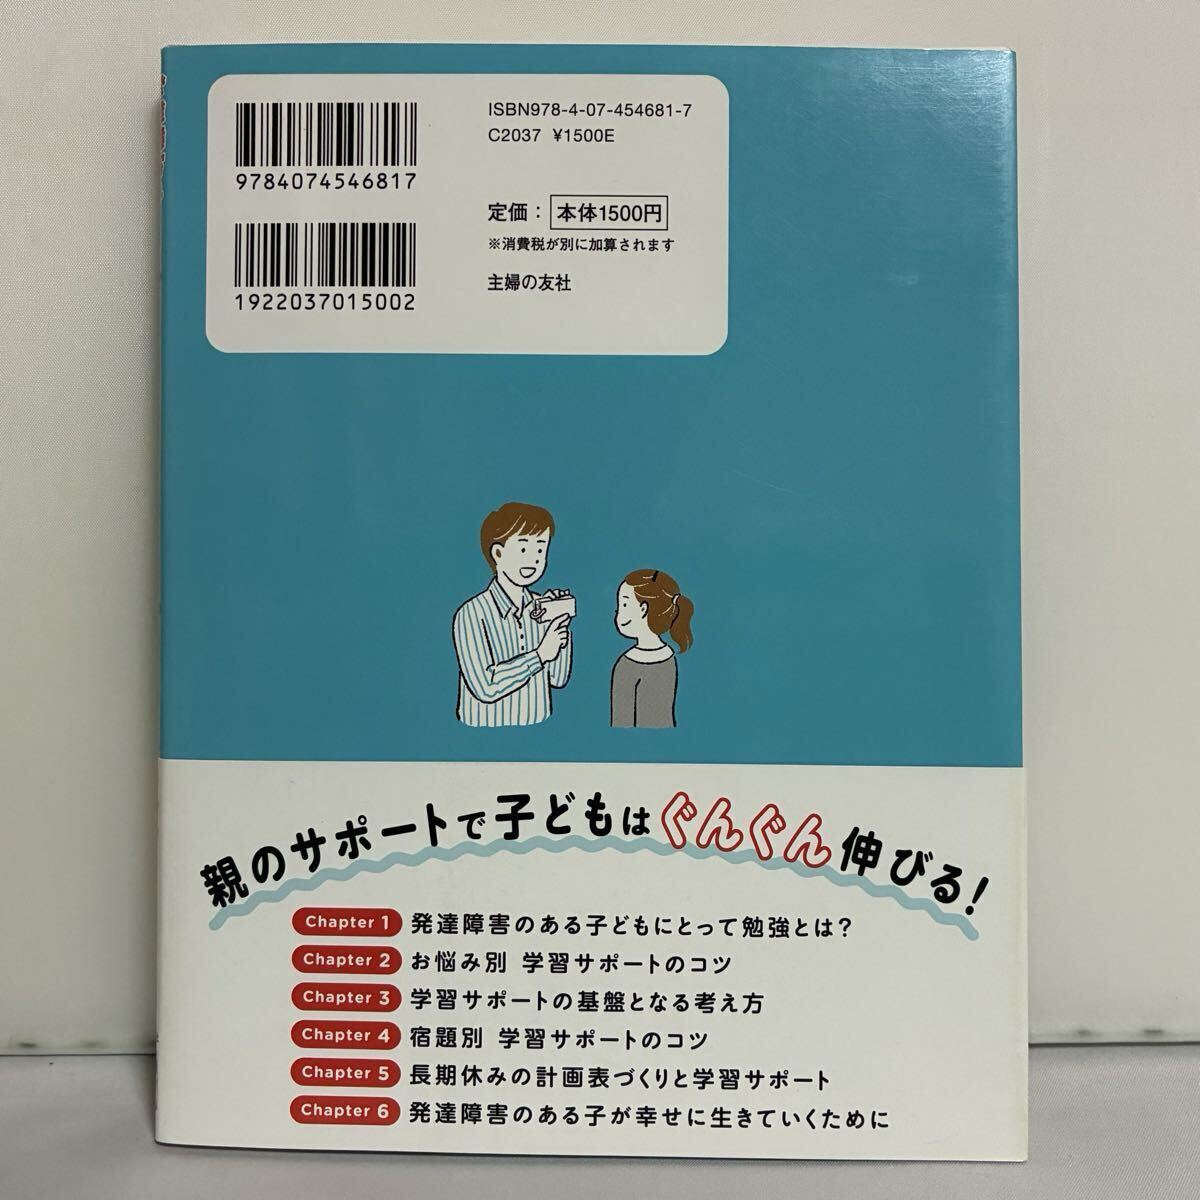 ISBN978-4-07-454681-7
C2037 ¥1500E
9784074546817
定価：本体1500円
※消費税が別に加算されます
1922037015002
主婦の友社
親のサポートで子どもはぐんぐん伸びる！
Chapter 1 発達障害のある子どもにとって勉強とは？
Chapter 2 お悩み別 学習サポートのコツ
Chapter 3 学習サポートの基盤となる考え方
Chapter 4 宿題別 学習サポートのコツ
Chapter 5 長期休みの計画表づくりと学習サポート
Chapter 6 発達障害のある子が幸せに生きていくために